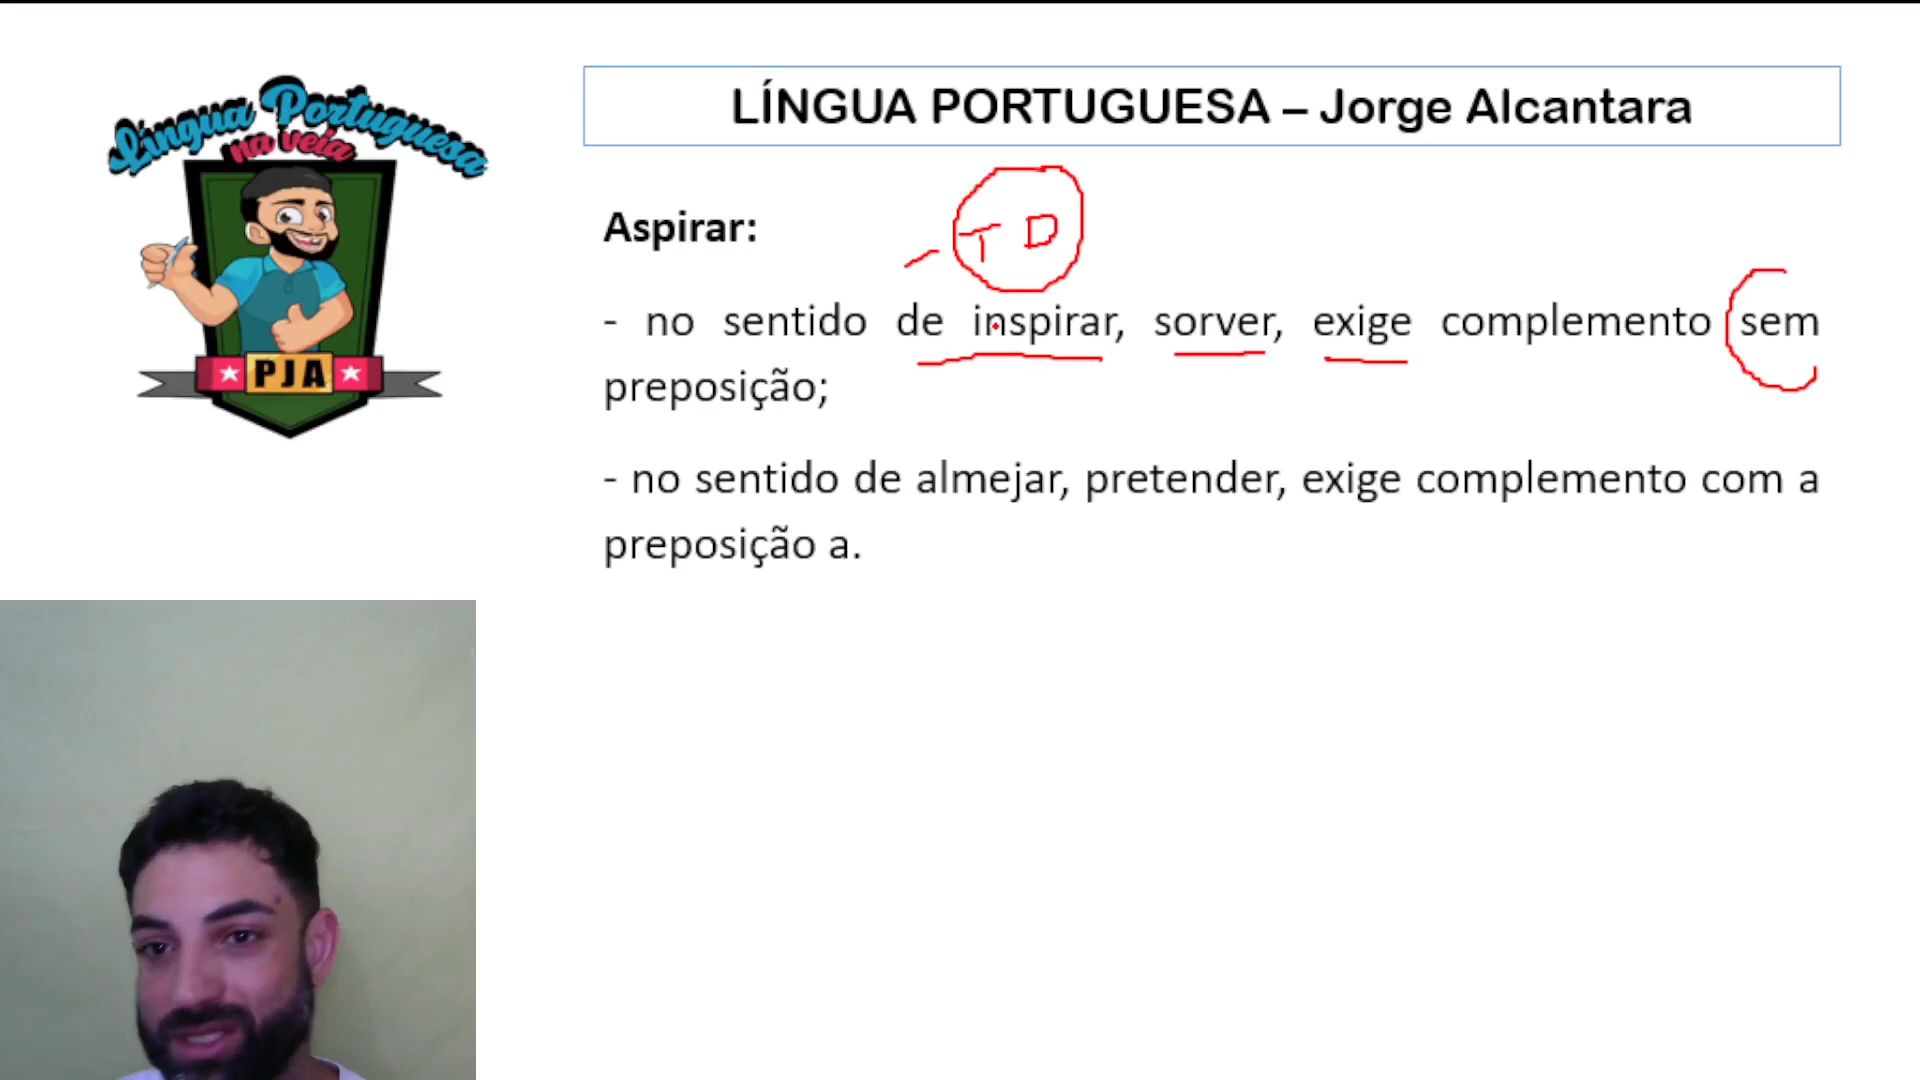 Língua Portuguesa
na veia
PJA
LÍNGUA PORTUGUESA – Jorge Alcantara
Aspirar:
TD
- no sentido de inspirar, sorver, exige complemento sem
preposição;
- no sentido de almejar, pretender, exige complemento com a
preposição a.